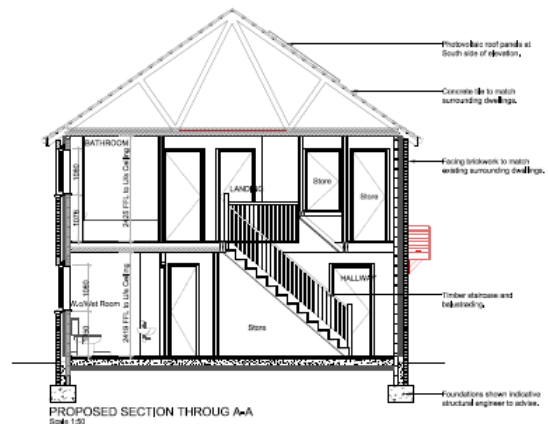 Photovoltaic roof panels at
South side of elevation.
Concrete tile to match
surrounding dwellings.
BATHROOM
Facing brickwork to match
existing surrounding dwellings.
1050
Store
LANDING
Store
1075
2425 FFL to U/s Ceiling
HALLWAY
1050
Wc/Wet Room
Timber staircase and
balustrading.
2419 FFL to U/s Ceiling
Store
Foundations shown indicative
structural engineer to advise.
PROPOSED SECTION THROUG A-A
Scale 1:50